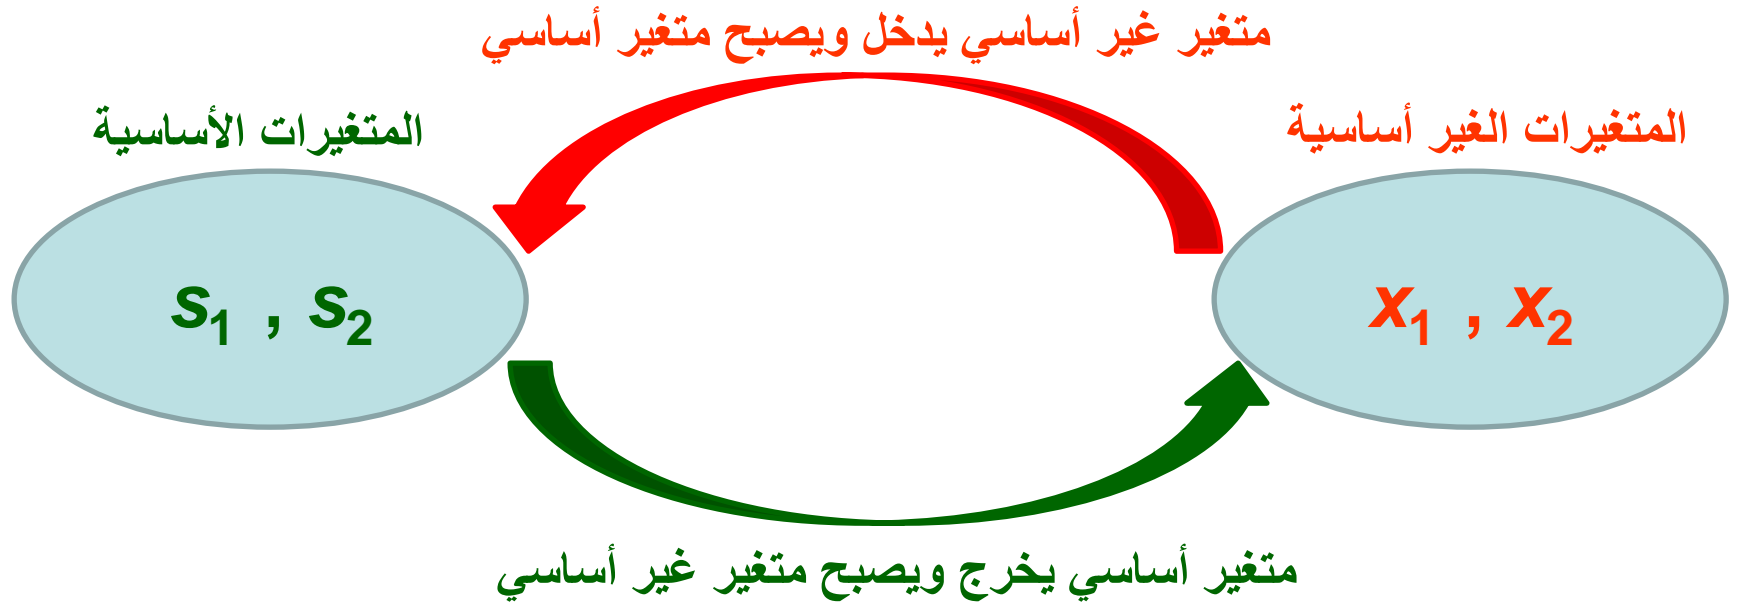 متغير غير أساسي يدخل ويصبح متغير أساسي
المتغيرات الغير أساسية
المتغيرات الأساسية
x₁ , x₂
s₁ , s₂
متغير أساسي يخرج ويصبح متغير غير أساسي